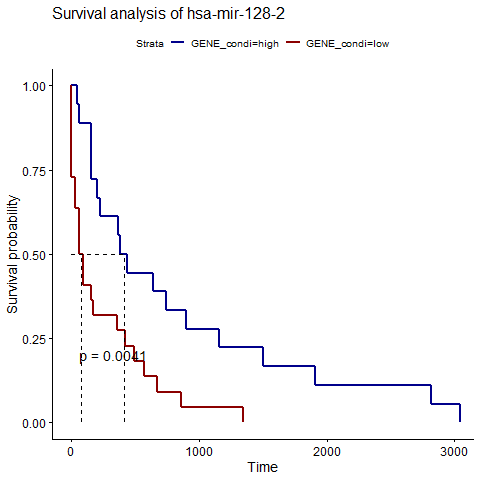 Survival analysis of hsa-mir-128-2
Strata GENE_condi=high GENE_condi=low
1.00
0.75
0.50
0.25
0.00
Survival probability
p = 0.0041
0 1000 2000 3000
Time